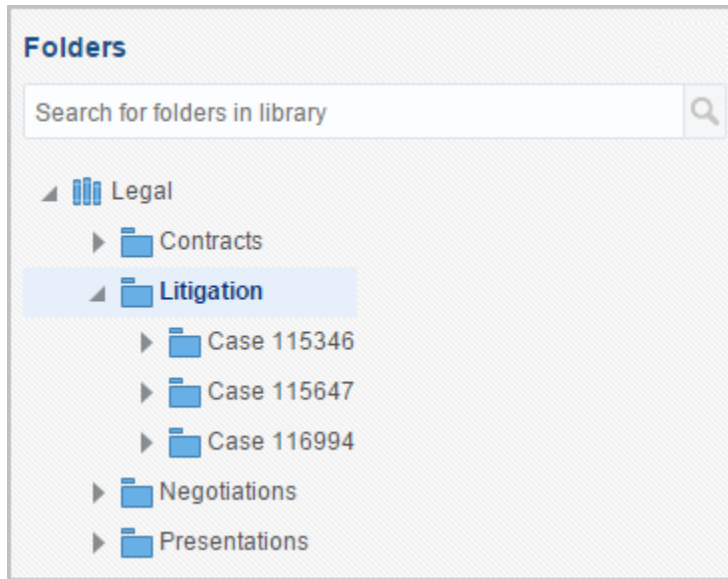 Folders
Search for folders in library
Legal
Contracts
Litigation
Case 115346
Case 115647
Case 116994
Negotiations
Presentations